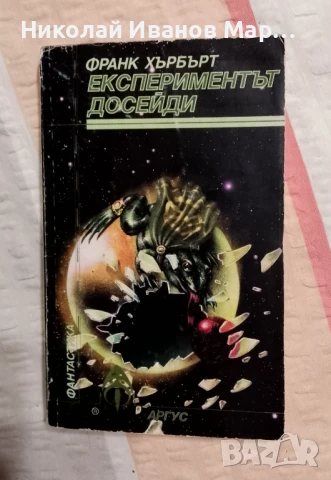 Николай Иванов Мар...
ФРАНК ХЪРБЪРТ
ЕКСПЕРИМЕНТЪТ
ДОСЕЙДИ
ФАНТАСТИКА
АРГУС
BAZAR